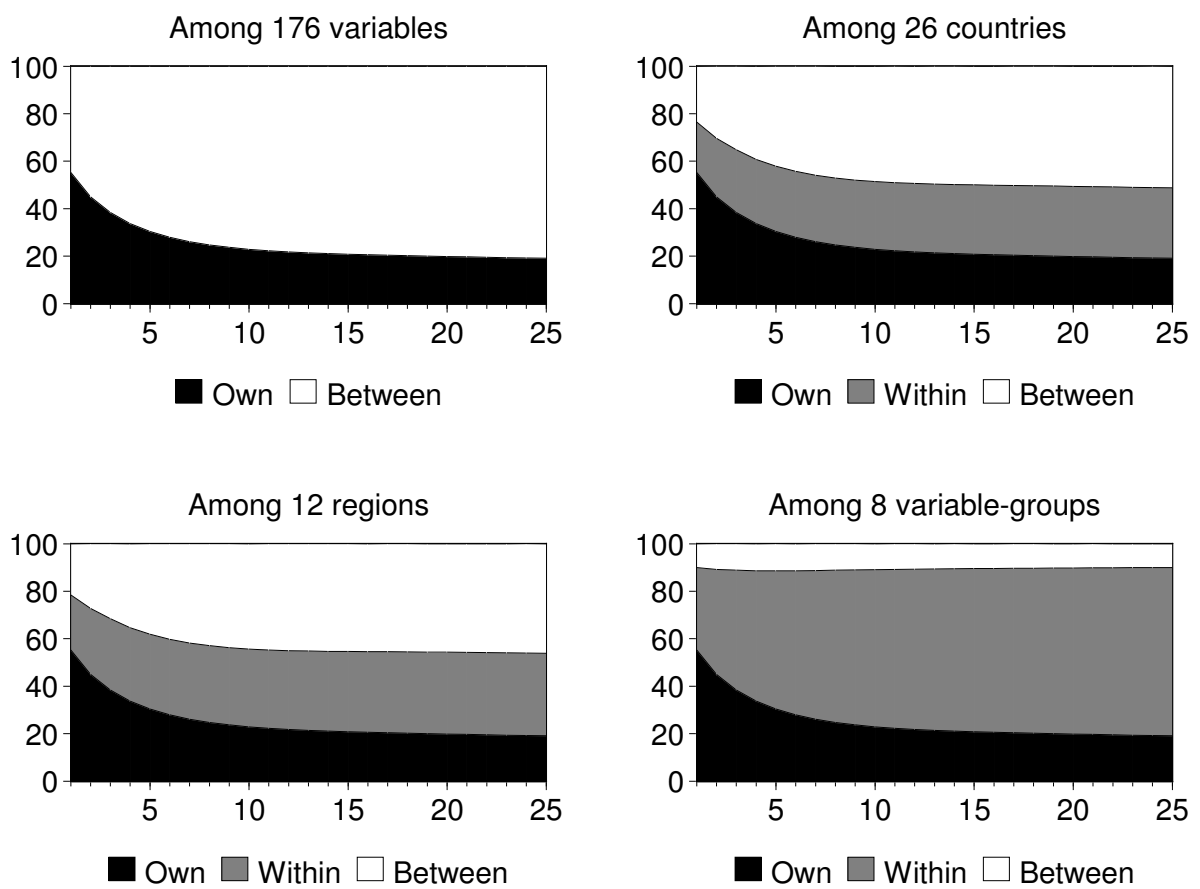 Among 176 variables
100
80
60
40
20
0
5 10 15 20 25
Own Between
Among 26 countries
100
80
60
40
20
0
5 10 15 20 25
Own Within Between
Among 12 regions
100
80
60
40
20
0
5 10 15 20 25
Own Within Between
Among 8 variable-groups
100
80
60
40
20
0
5 10 15 20 25
Own Within Between